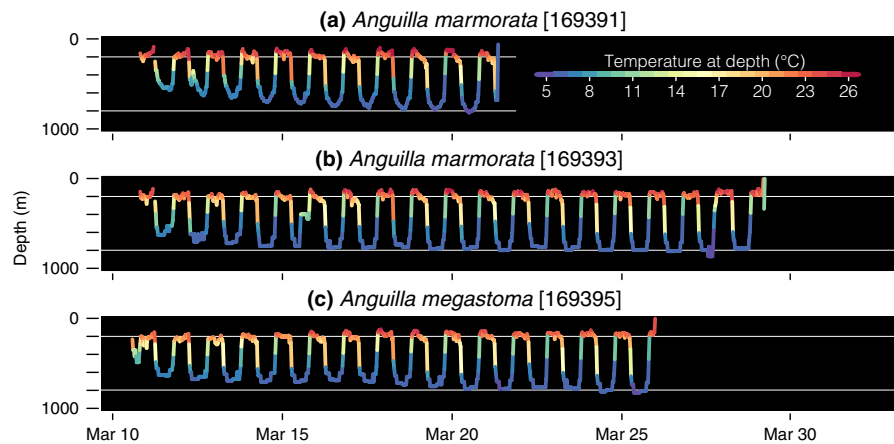 (a) Anguilla marmorata [169391]
0
1000
Temperature at depth (°C)
5 8 11 14 17 20 23 26
(b) Anguilla marmorata [169393]
0
1000
Depth (m)
(c) Anguilla megastoma [169395]
0
1000
Mar 10 Mar 15 Mar 20 Mar 25 Mar 30